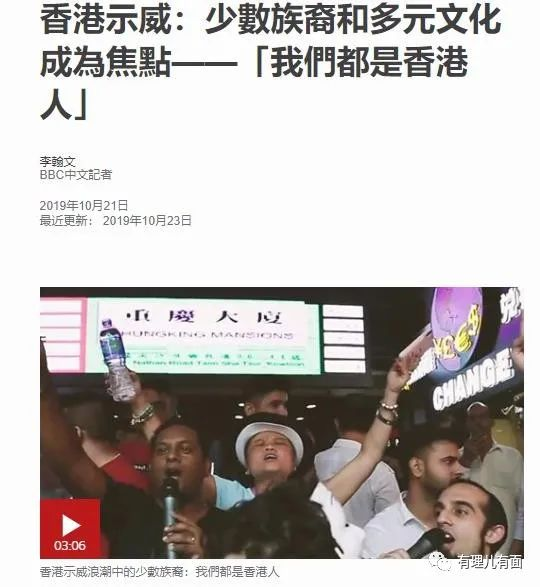 香港示威：少數族裔和多元文化
成為焦點——「我們都是香港
人」
李翰文
BBC中文記者
2019年10月21日
最近更新： 2019年10月23日
重慶大廈
CHUNGKING MANSIONS
Nathan Road Tsim Sha Tsui Kowloon
CHANGE
03:06
有理儿有面
香港示威浪潮中的少數族裔：我們都是香港人